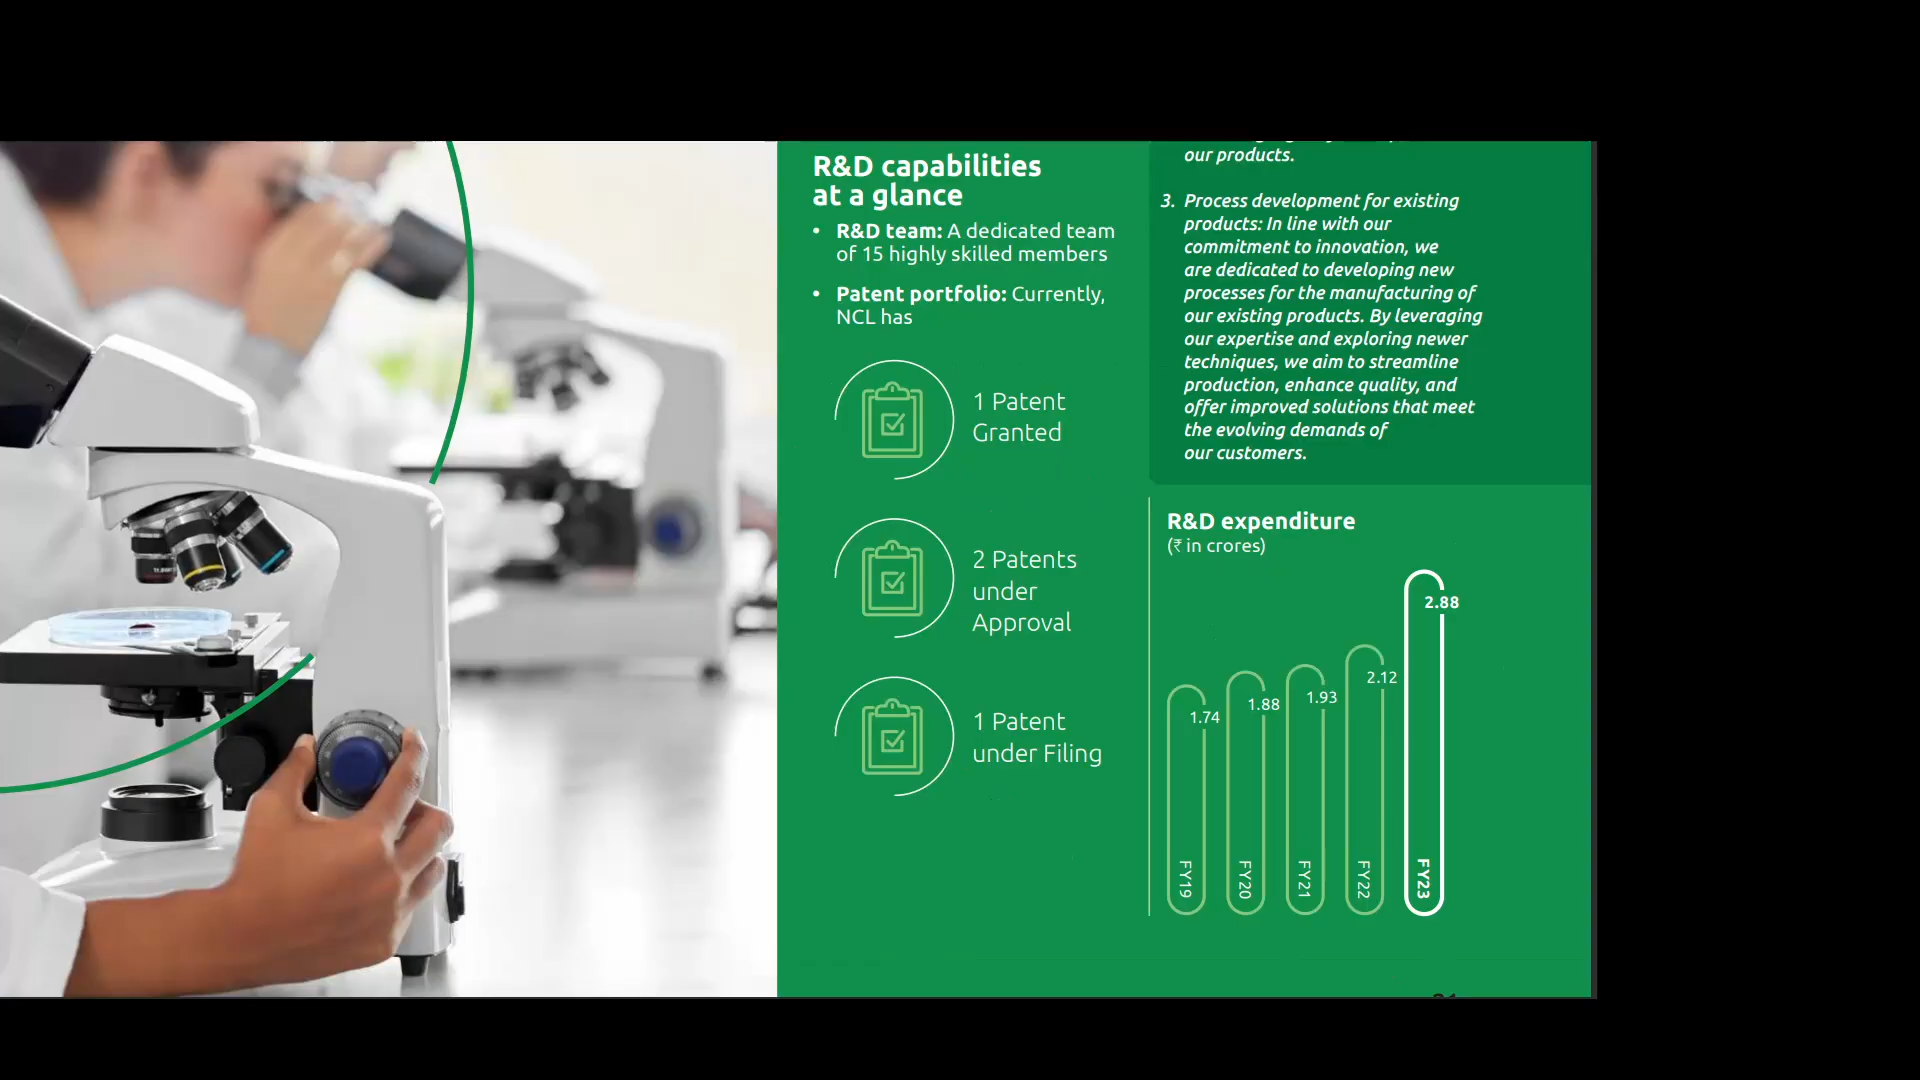 R&D capabilities
at a glance
• R&D team: A dedicated team
of 15 highly skilled members
• Patent portfolio: Currently,
NCL has
1 Patent
Granted
2 Patents
under
Approval
1 Patent
under Filing
our products.
3. Process development for existing
products: In line with our
commitment to innovation, we
are dedicated to developing new
processes for the manufacturing of
our existing products. By leveraging
our expertise and exploring newer
techniques, we aim to streamline
production, enhance quality, and
offer improved solutions that meet
the evolving demands of
our customers.
R&D expenditure
(₹ in crores)
1.74
1.88
1.93
2.12
2.88
FY19
FY20
FY21
FY22
FY23